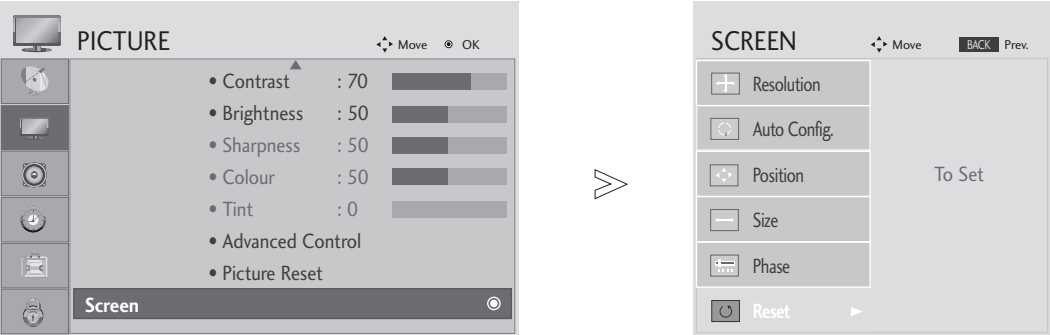 PICTURE
Move OK
• Contrast : 70
• Brightness : 50
• Sharpness : 50
• Colour : 50
• Tint : 0
• Advanced Control
• Picture Reset
Screen
SCREEN
Move BACK Prev.
Resolution
Auto Config.
Position
Size
Phase
Reset
To Set